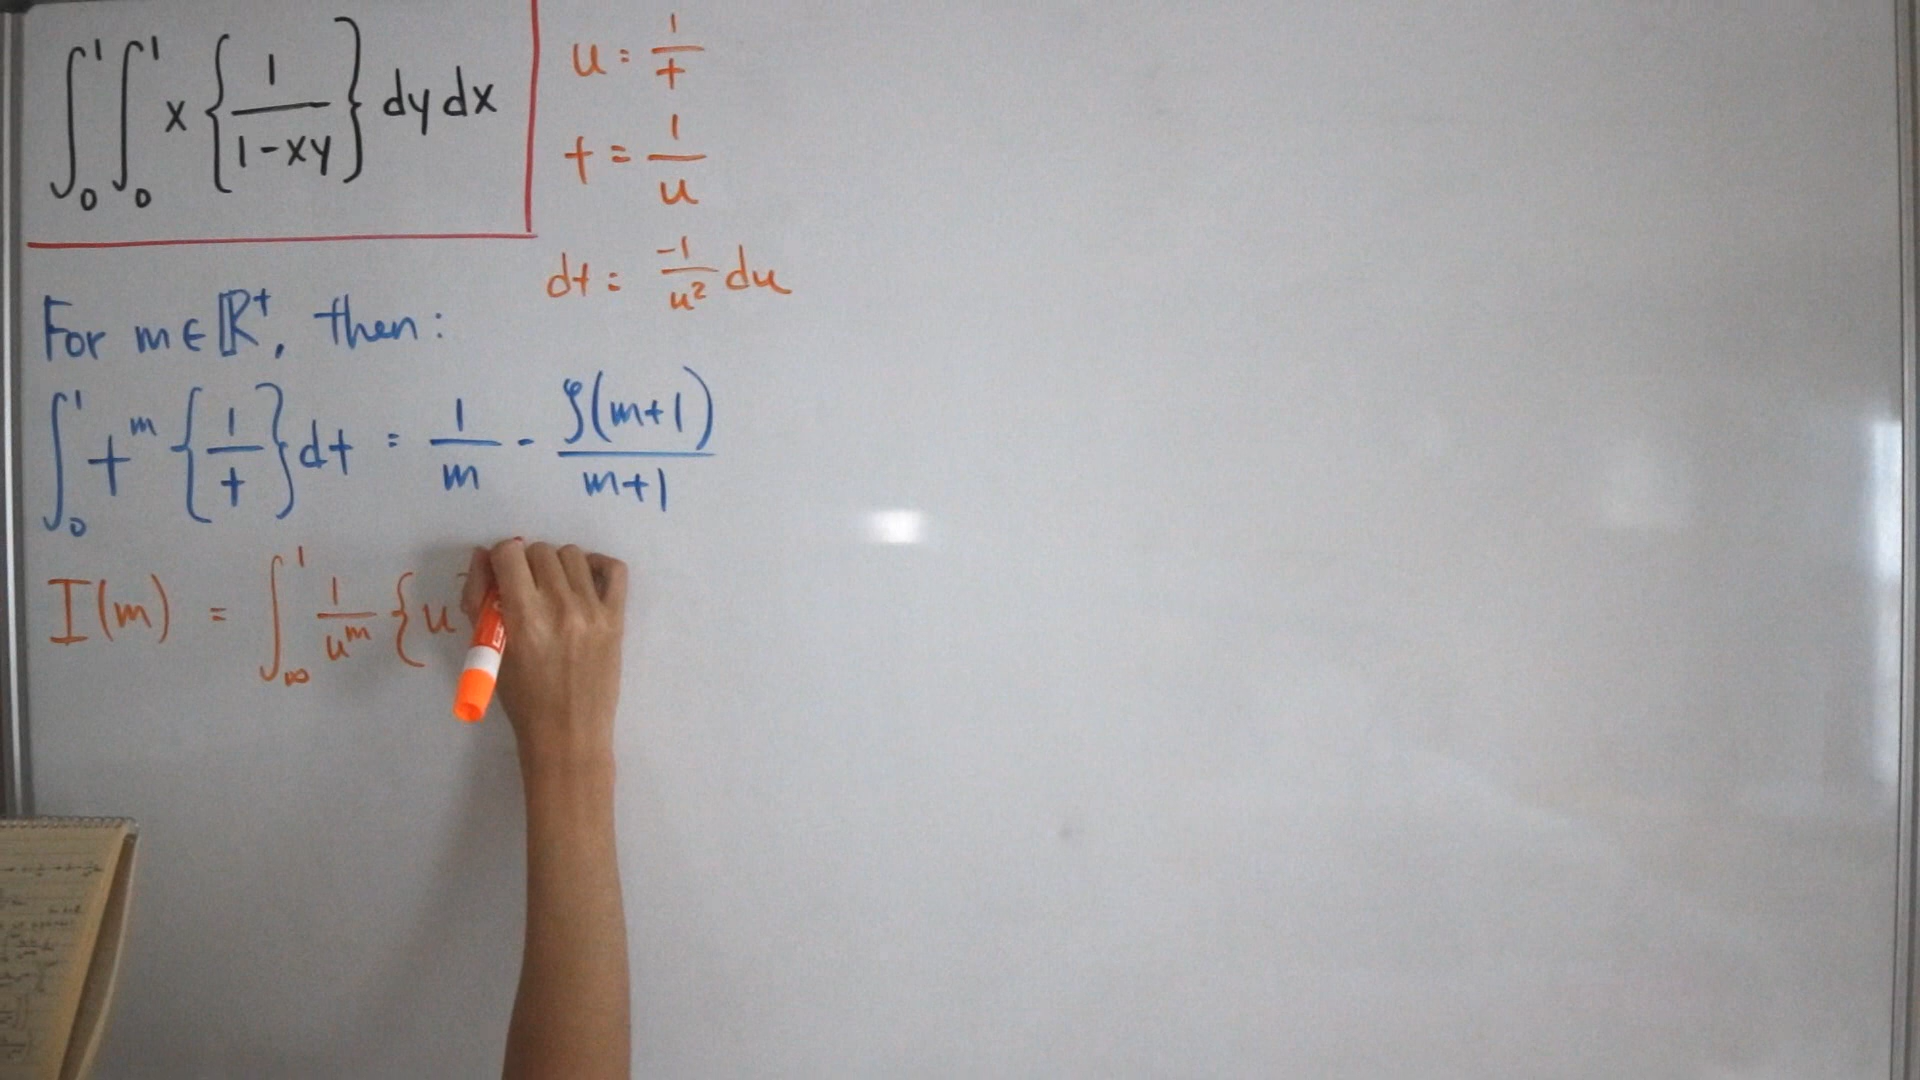 ∫₀¹ ∫₀¹ x {1/(1-xy)} dy dx
u = 1/t
t = 1/u
dt = -1/u² du
For m ∈ ℝ⁺, then:
∫₀¹ t^m {1/t} dt = 1/m - ζ(m+1)/(m+1)
I(m) = ∫_∞^1 1/u^m {u